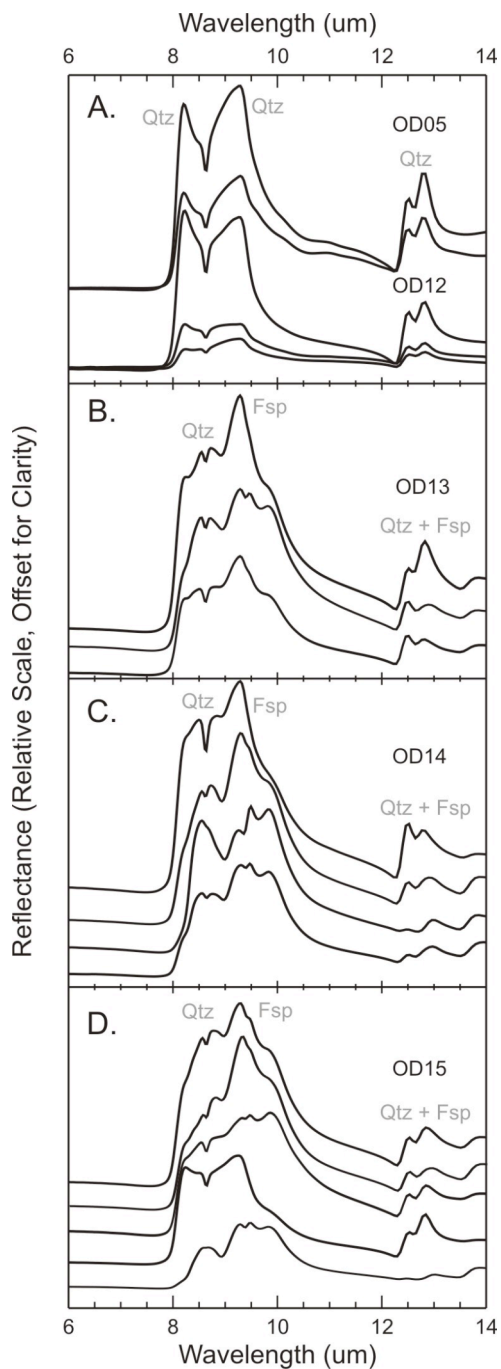 Wavelength (um)
6 8 10 12 14
A.
Qtz
Qtz
OD05
Qtz
OD12
B.
Qtz
Fsp
OD13
Qtz + Fsp
C.
Qtz
Fsp
OD14
Qtz + Fsp
D.
Qtz
Fsp
OD15
Qtz + Fsp
Reflectance (Relative Scale, Offset for Clarity)
6 8 10 12 14
Wavelength (um)